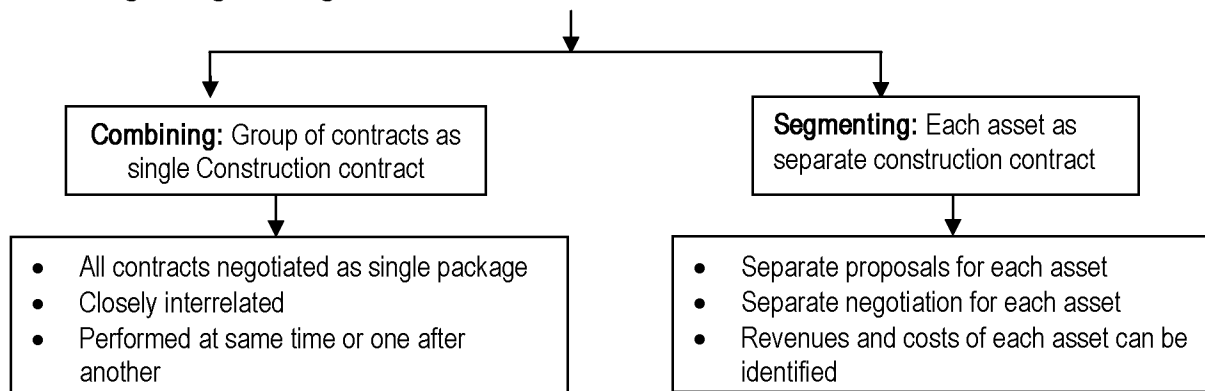 Combining: Group of contracts as
single Construction contract
• All contracts negotiated as single package
• Closely interrelated
• Performed at same time or one after
another
Segmenting: Each asset as
separate construction contract
• Separate proposals for each asset
• Separate negotiation for each asset
• Revenues and costs of each asset can be
identified